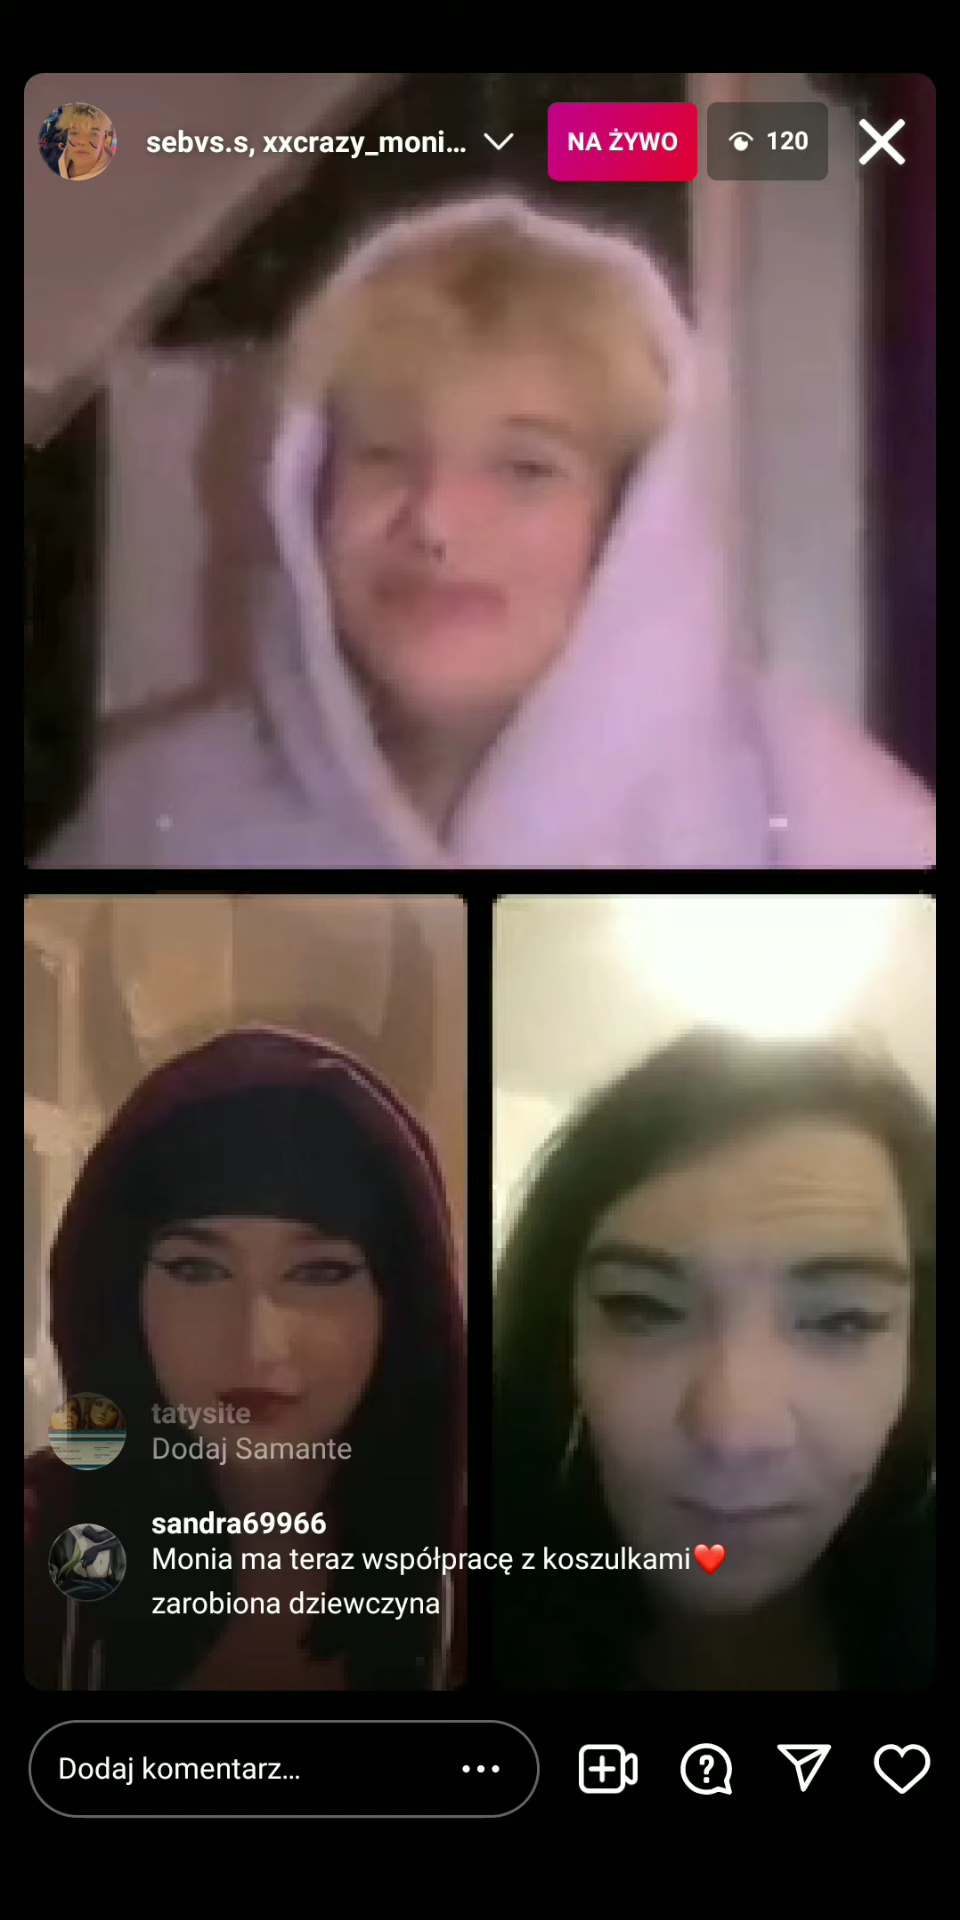 sebvs.s, xxcrazy_moni...
NA ŻYWO
120
tatysite
Dodaj Samante
sandra69966
Monia ma teraz współpracę z koszulkami❤️
zarobiona dziewczyna
Dodaj komentarz...